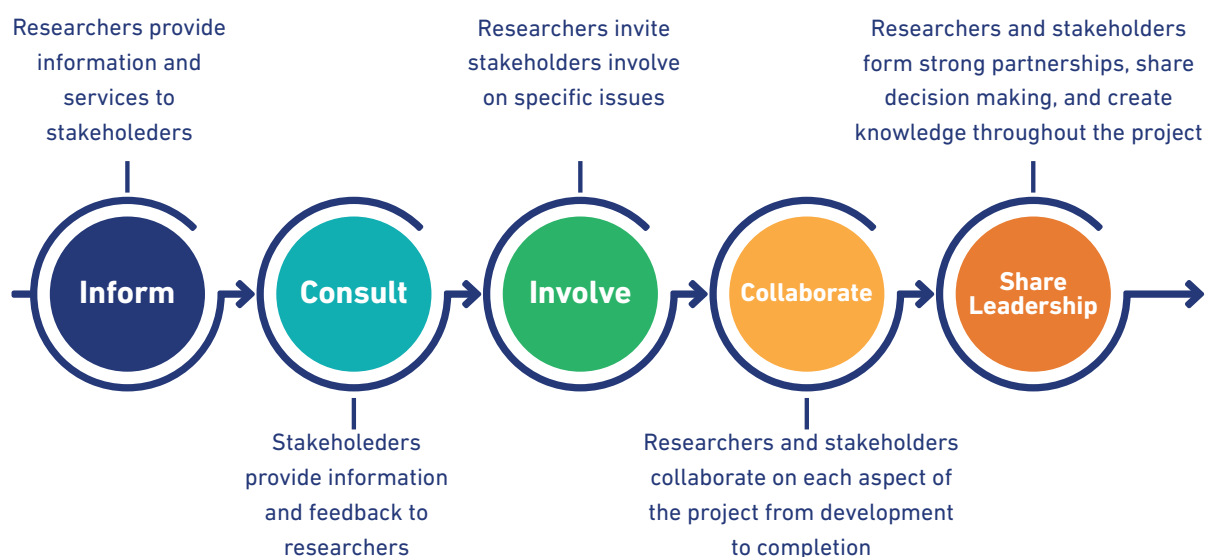 Researchers provide
information and
services to
stakeholeders
Researchers invite
stakeholders involve
on specific issues
Researchers and stakeholders
form strong partnerships, share
decision making, and create
knowledge throughout the project
Inform
Consult
Involve
Collaborate
Share
Leadership
Stakeholeders
provide information
and feedback to
researchers
Researchers and stakeholders
collaborate on each aspect of
the project from development
to completion